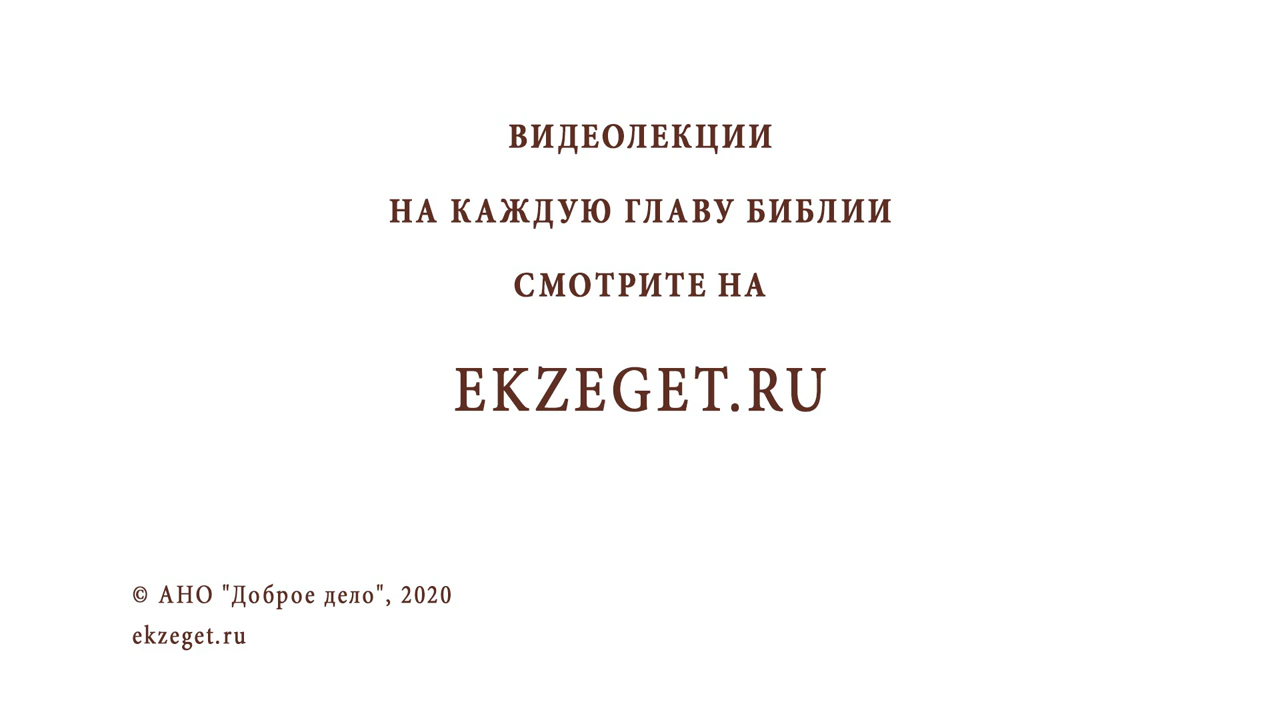 ВИДЕОЛЕКЦИИ
НА КАЖДУЮ ГЛАВУ БИБЛИИ
СМОТРИТЕ НА
EKZEGET.RU
© АНО "Доброе дело", 2020
ekzeget.ru